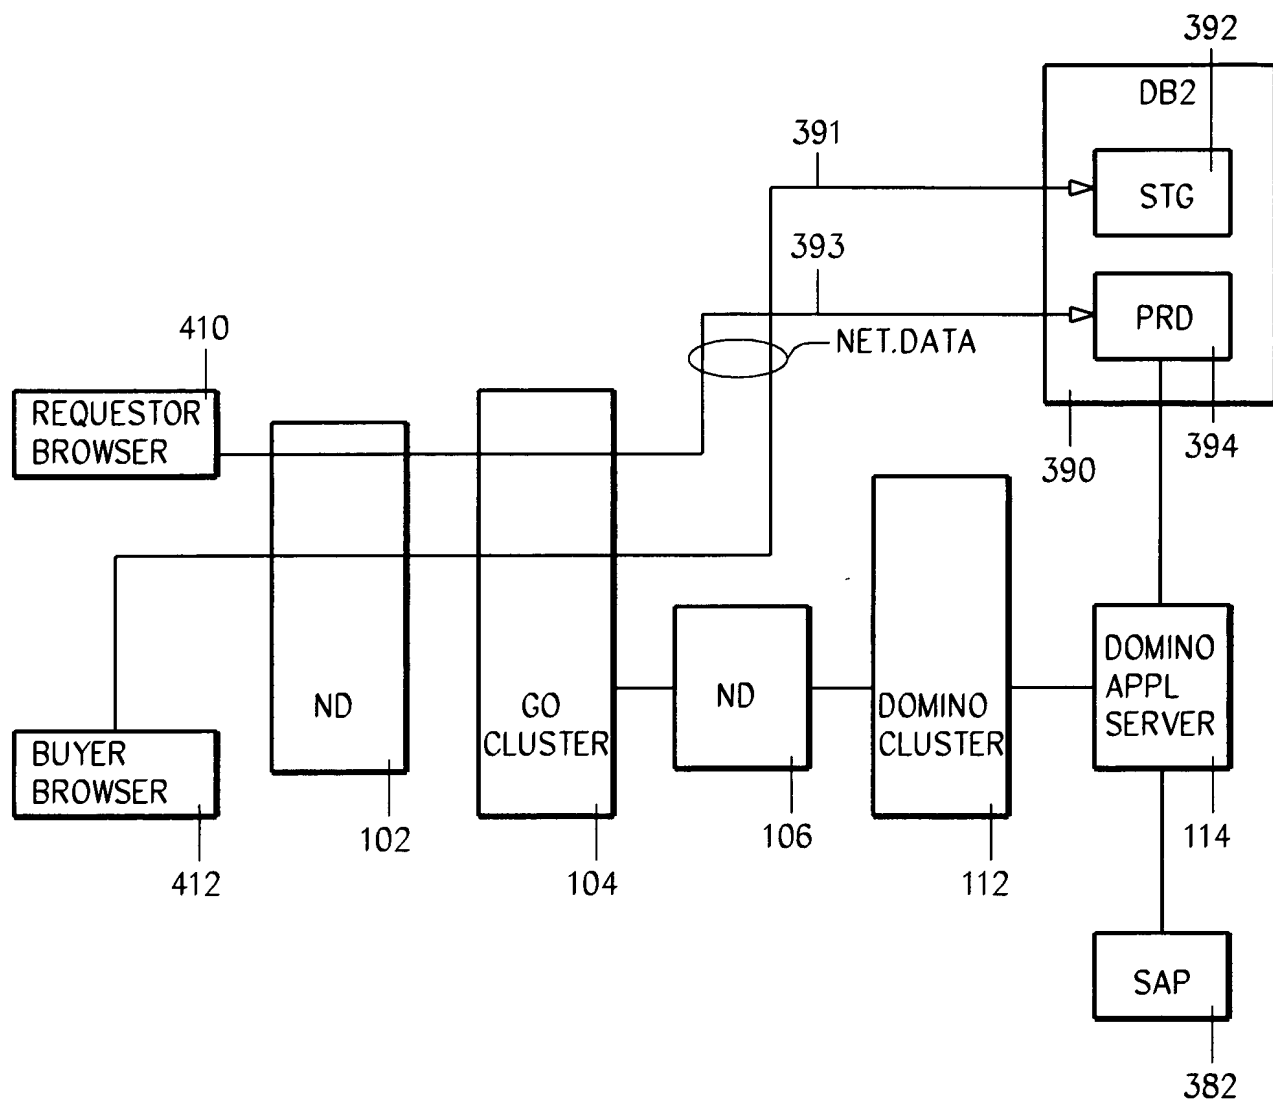 392
DB2
391
STG
393
PRD
NET.DATA
410
REQUESTOR
BROWSER
394
390
DOMINO
APPL
SERVER
ND
GO
CLUSTER
ND
DOMINO
CLUSTER
BUYER
BROWSER
102
106
114
412
104
112
SAP
382